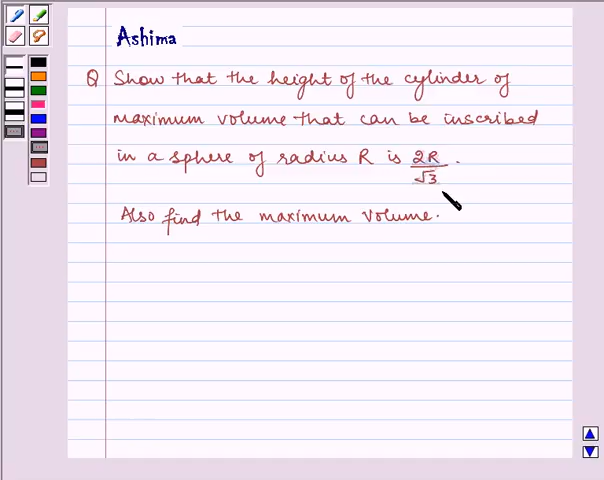 Ashima
Q Show that the height of the cylinder of
maximum volume that can be inscribed
in a sphere of radius R is 2R/√3.
Also find the maximum volume.